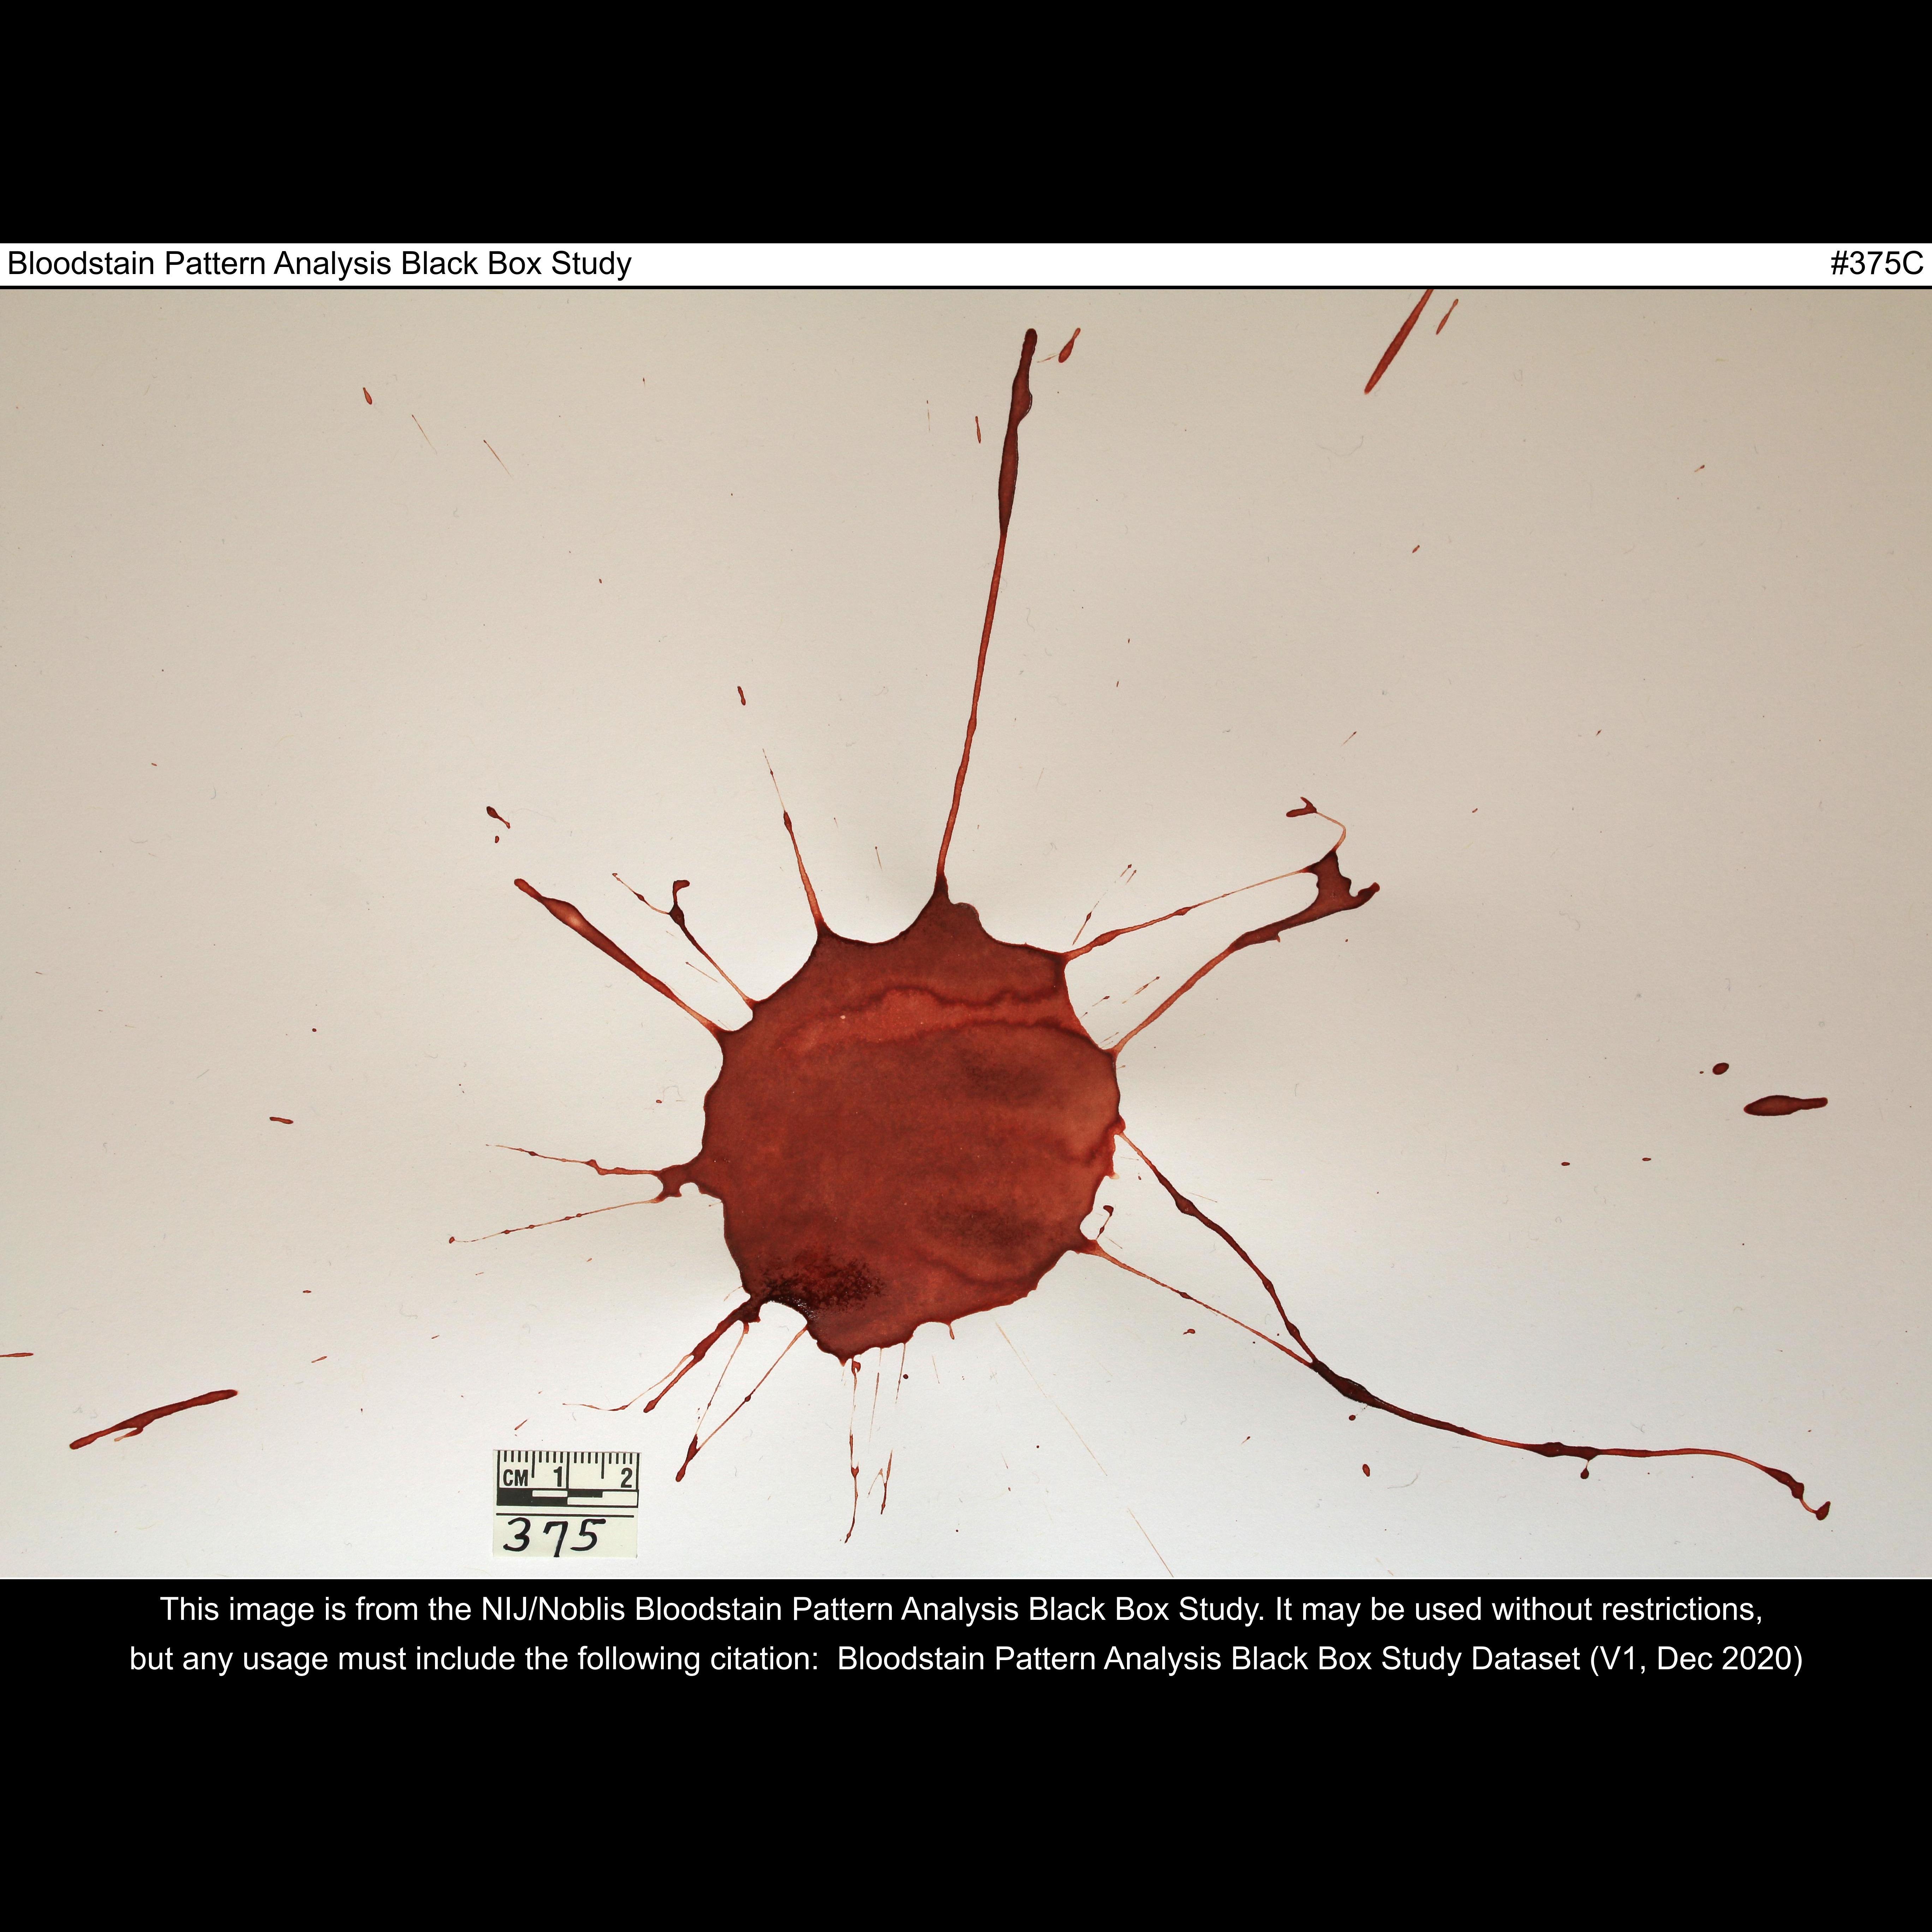 Bloodstain Pattern Analysis Black Box Study #375C
CM 1 2
375
This image is from the NIJ/Noblis Bloodstain Pattern Analysis Black Box Study. It may be used without restrictions,
but any usage must include the following citation: Bloodstain Pattern Analysis Black Box Study Dataset (V1, Dec 2020)